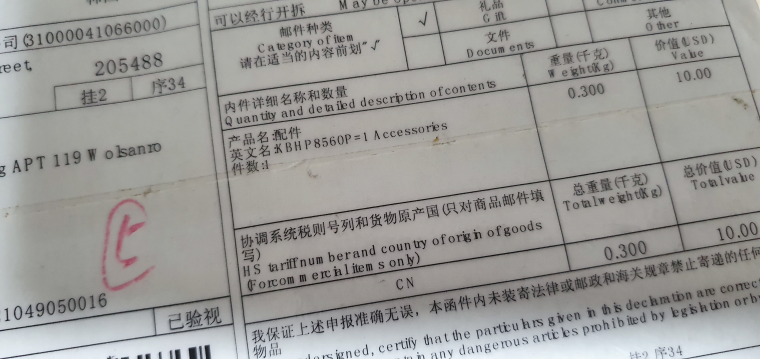 可以经行开拆
公司 (31000041066000)
reet,
205488
挂2 序34
g APT 119 Wolsanro
1049050016
已验视
邮件种类
Category of item
请在适当的内容前划"√"
√
礼品
Gift
文件
Documents
其他
Other
内件详细名称和数量
Quantity and detailed description of contents
重量(千克)
Weight(Kg)
价值(USD)
Value
产品名:配件
英文名:KBHP8560P=1 Accessories
件数:1
0.300
10.00
协调系统税则号列和货物原产国(只对商品邮件填
写)
HS tariff number and country of origin of goods
(For commercial items only)
CN
总重量(千克)
Total weight(Kg)
总价值(USD)
Total value
0.300
10.00
我保证上述申报准确无误，本函件内未装寄法律或邮政和海关规章禁止寄递的任何
物品
dersigned, certify that the particulars given in this declaration are correct
any dangerous articles prohibited by legislation or
挂2 序34